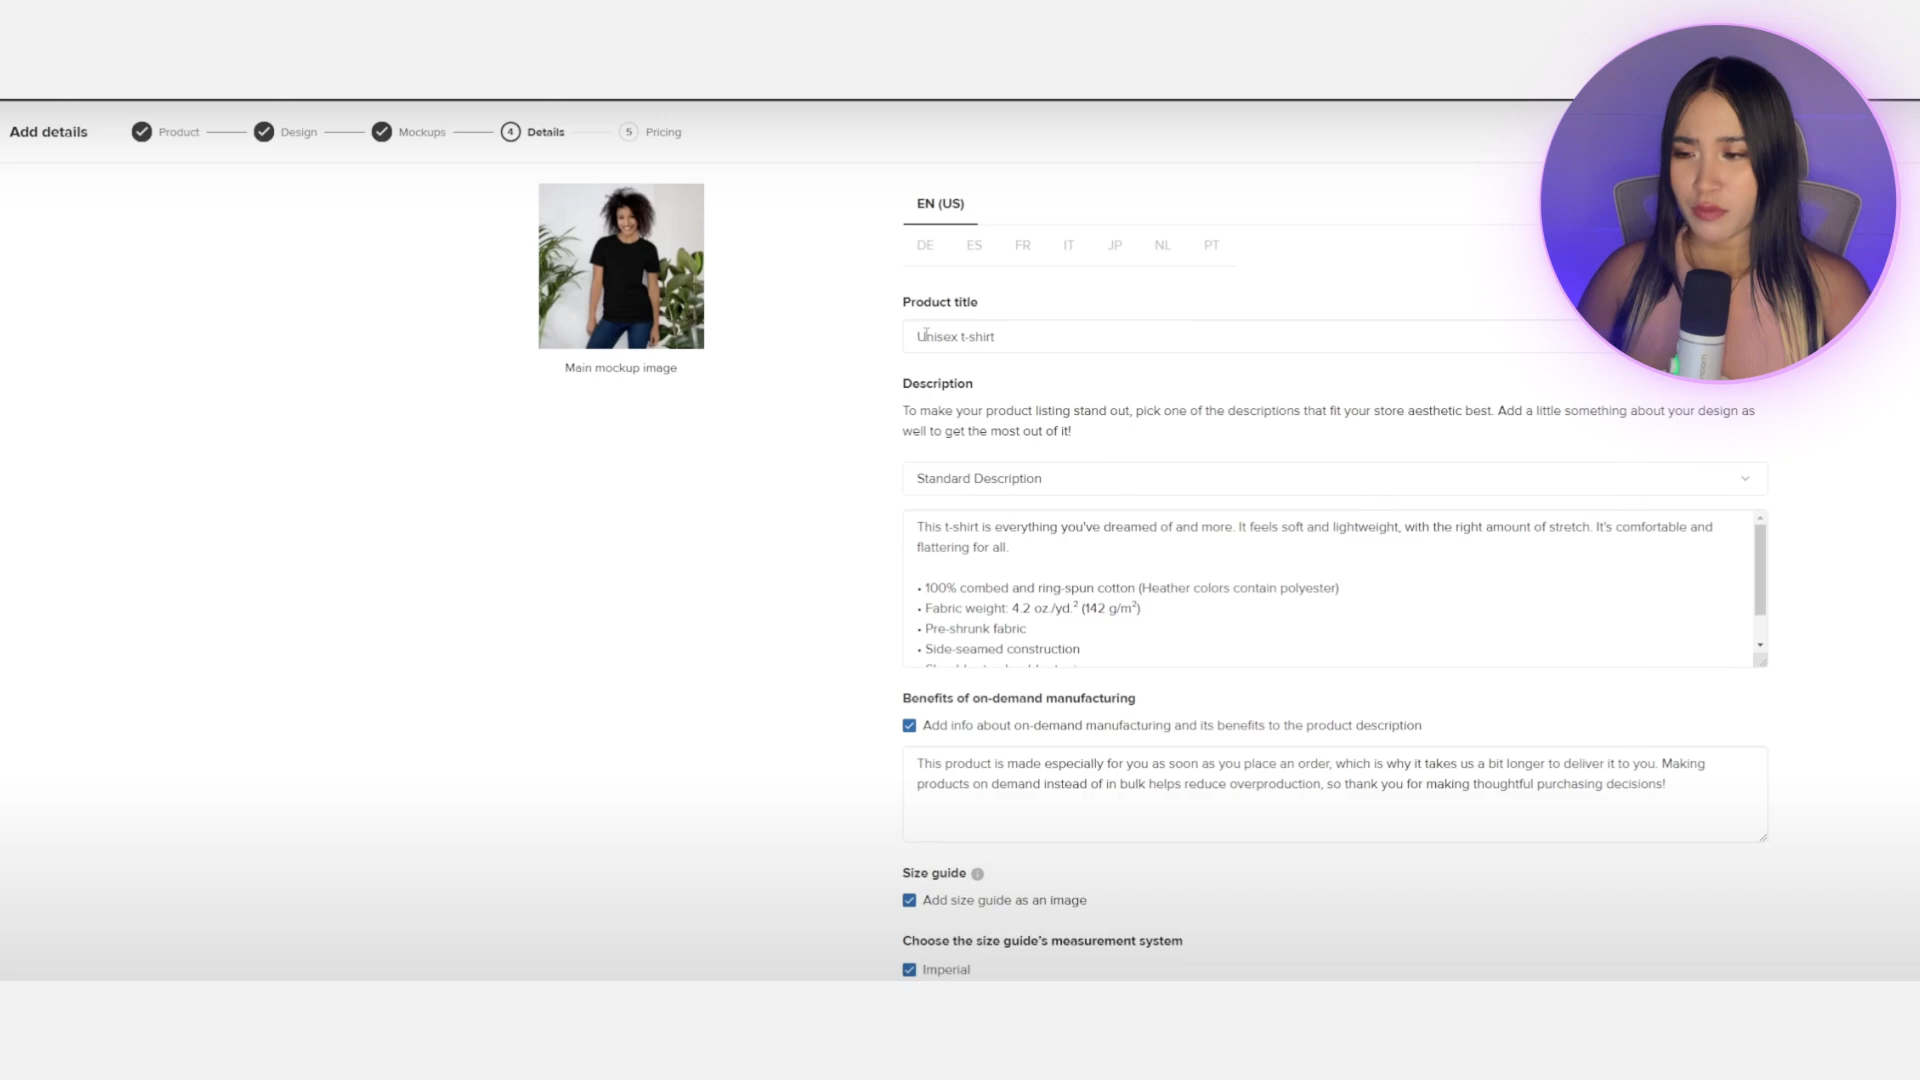 Add details
Product
Design
Mockups
4 Details
5 Pricing
Main mockup image
EN (US)
DE ES FR IT JP NL PT
Product title
Unisex t-shirt
Description
To make your product listing stand out, pick one of the descriptions that fit your store aesthetic best. Add a little something about your design as
well to get the most out of it!
Standard Description
This t-shirt is everything you've dreamed of and more. It feels soft and lightweight, with the right amount of stretch. It's comfortable and
flattering for all.
• 100% combed and ring-spun cotton (Heather colors contain polyester)
• Fabric weight: 4.2 oz./yd.² (142 g/m²)
• Pre-shrunk fabric
• Side-seamed construction
Benefits of on-demand manufacturing
Add info about on-demand manufacturing and its benefits to the product description
This product is made especially for you as soon as you place an order, which is why it takes us a bit longer to deliver it to you. Making
products on demand instead of in bulk helps reduce overproduction, so thank you for making thoughtful purchasing decisions!
Size guide
Add size guide as an image
Choose the size guide's measurement system
Imperial